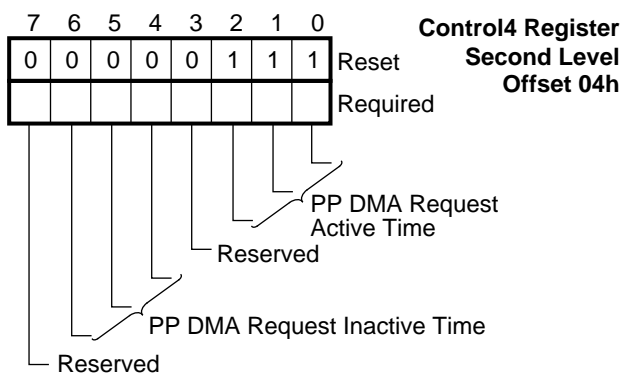 7 6 5 4 3 2 1 0
Control4 Register
0 0 0 0 0 1 1 1 Reset
Second Level
Offset 04h
Required
PP DMA Request
Active Time
Reserved
PP DMA Request Inactive Time
Reserved